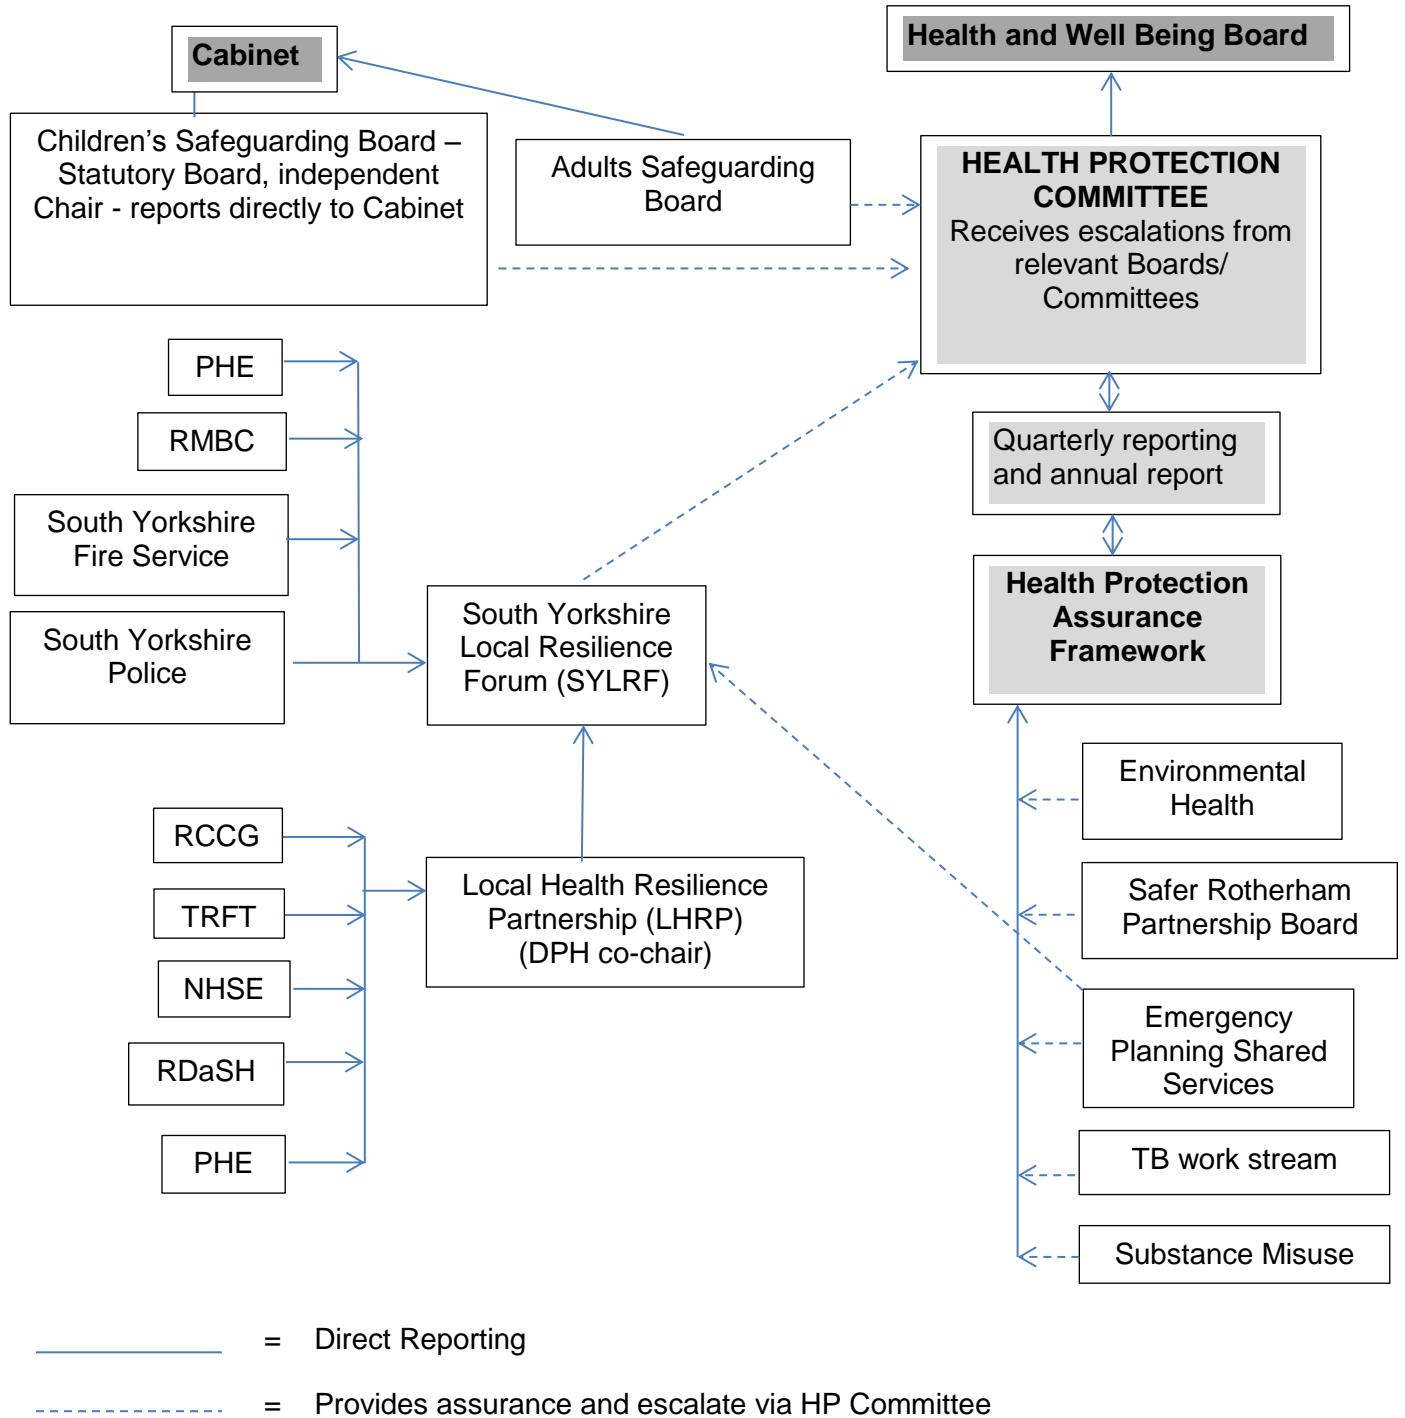 Cabinet
Health and Well Being Board
Children’s Safeguarding Board –
Statutory Board, independent
Chair - reports directly to Cabinet
Adults Safeguarding
Board
HEALTH PROTECTION
COMMITTEE
Receives escalations from
relevant Boards/
Committees
PHE
RMBC
South Yorkshire
Fire Service
South Yorkshire
Police
Quarterly reporting
and annual report
Health Protection
Assurance
Framework
South Yorkshire
Local Resilience
Forum (SYLRF)
Environmental
Health
RCCG
TRFT
NHSE
RDaSH
PHE
Local Health Resilience
Partnership (LHRP)
(DPH co-chair)
Safer Rotherham
Partnership Board
Emergency
Planning Shared
Services
TB work stream
Substance Misuse
= Direct Reporting
= Provides assurance and escalate via HP Committee